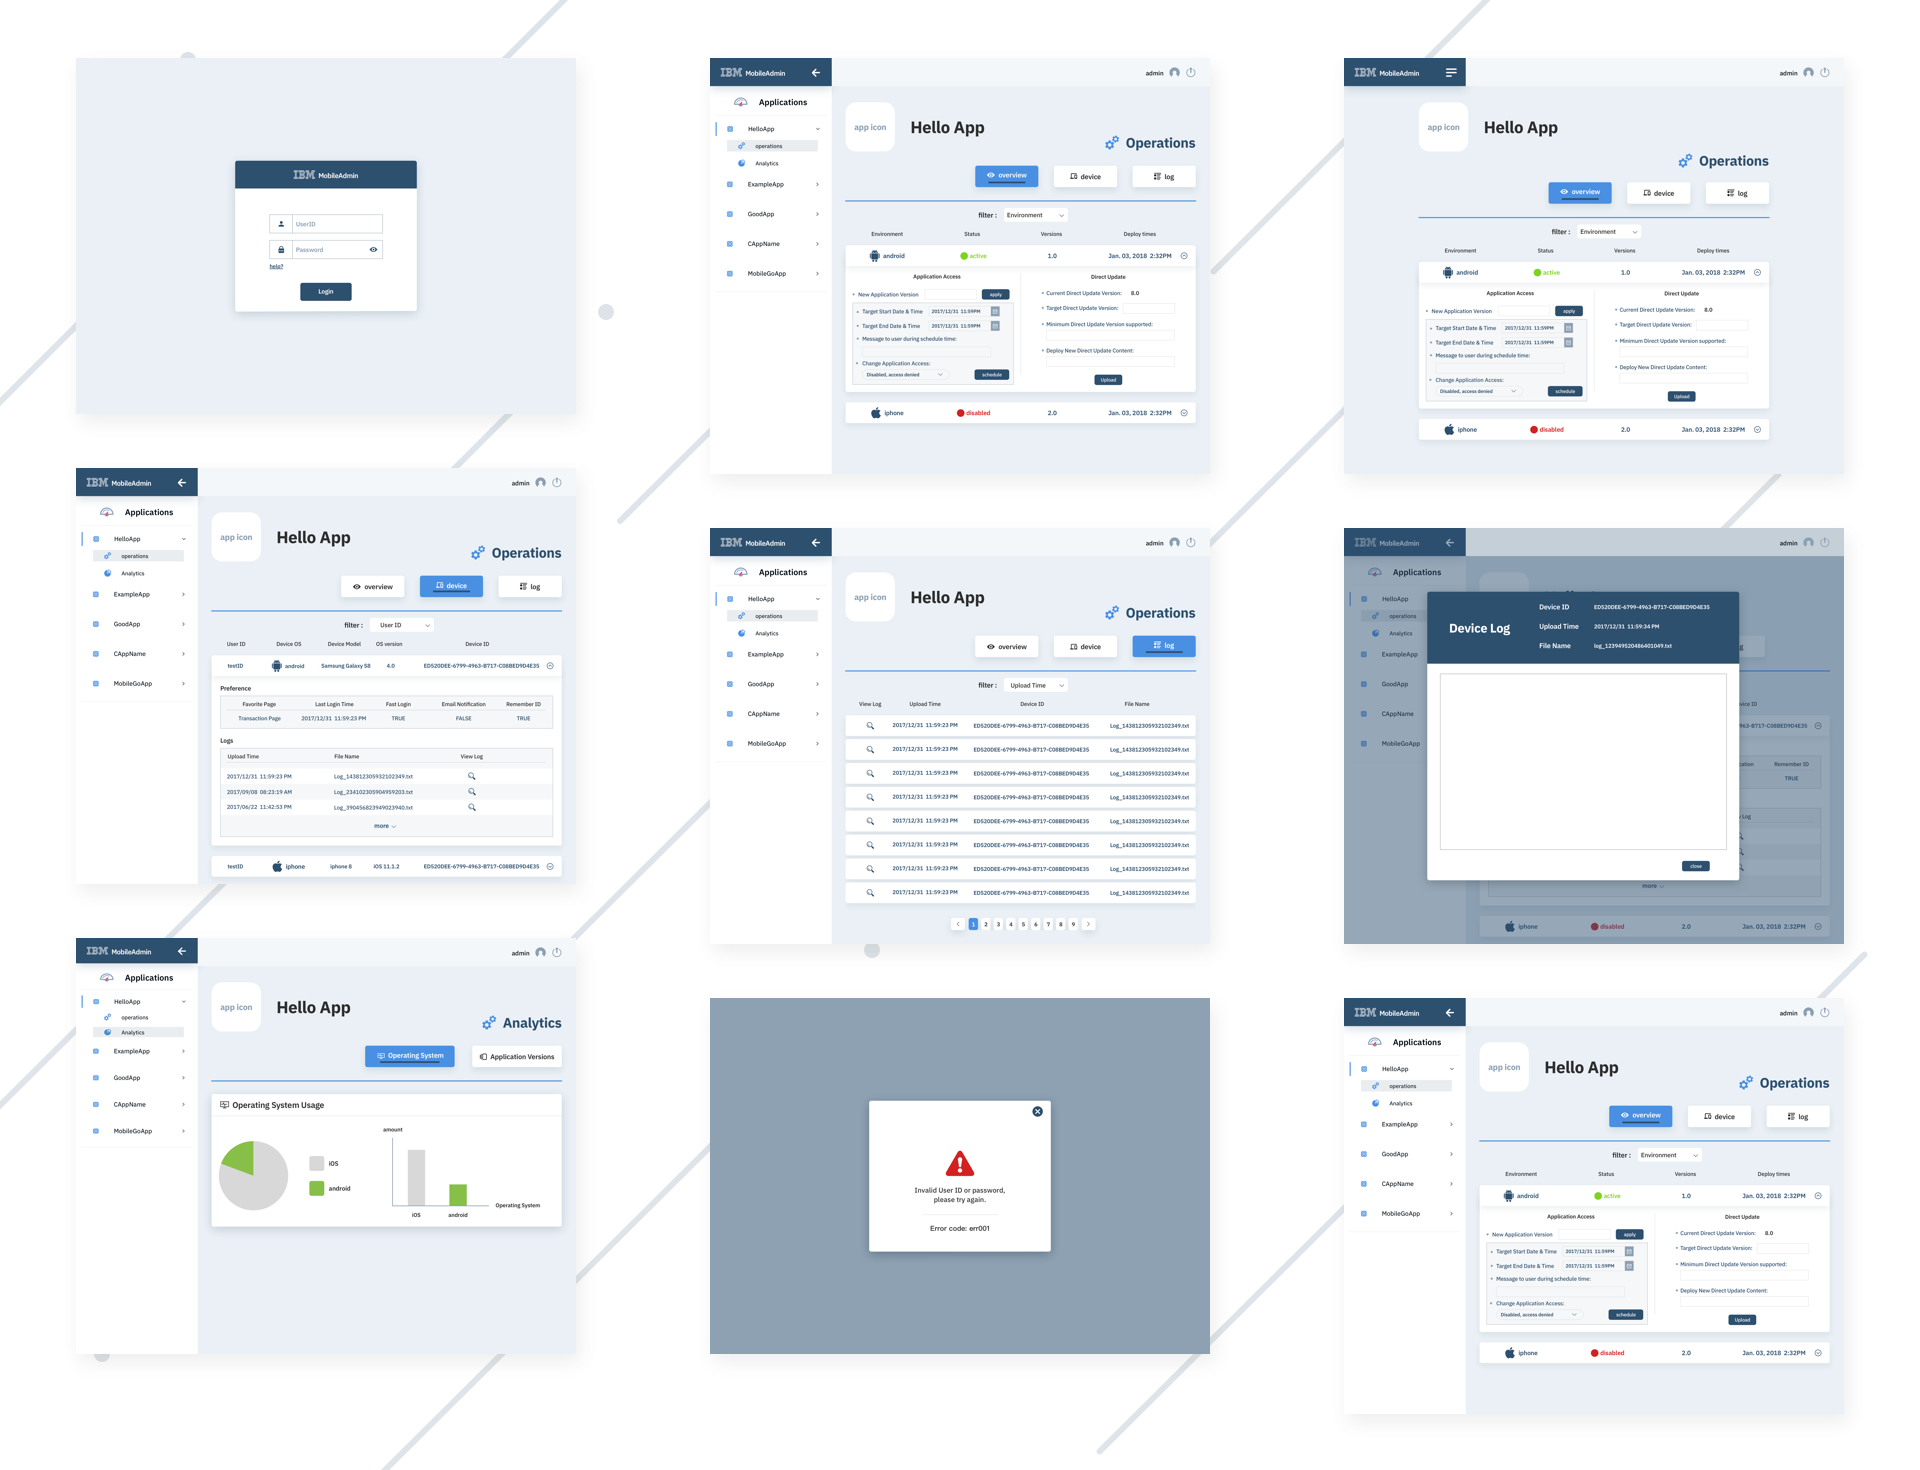 IBM MobileAdmin
UserID
Password
help?
Login
IBM MobileAdmin
admin
Applications
HelloApp
operations
Analytics
ExampleApp
GoodApp
CAppName
MobileGoApp
app icon
Hello App
Operations
overview device log
filter : Environment
Environment Status Versions Deploy times
android active 1.0 Jan. 03, 2018 2:32PM
Application Access
New Application Version apply
Target Start Date & Time 2017/12/31 11:59PM
Target End Date & Time 2017/12/31 11:59PM
Message to user during schedule time:
Change Application Access:
Disabled, access denied schedule
Direct Update
Current Direct Update Version: 8.0
Target Direct Update Version:
Minimum Direct Update Version supported:
Deploy New Direct Update Content:
Upload
iphone disabled 2.0 Jan. 03, 2018 2:32PM
IBM MobileAdmin
admin
app icon
Hello App
Operations
overview device log
filter : Environment
Environment Status Versions Deploy times
android active 1.0 Jan. 03, 2018 2:32PM
Application Access
New Application Version apply
Target Start Date & Time 2017/12/31 11:59PM
Target End Date & Time 2017/12/31 11:59PM
Message to user during schedule time:
Change Application Access:
Disabled, access denied schedule
Direct Update
Current Direct Update Version: 8.0
Target Direct Update Version:
Minimum Direct Update Version supported:
Deploy New Direct Update Content:
Upload
iphone disabled 2.0 Jan. 03, 2018 2:32PM
IBM MobileAdmin
admin
Applications
HelloApp
operations
Analytics
ExampleApp
GoodApp
CAppName
MobileGoApp
app icon
Hello App
Operations
overview device log
filter : User ID
User ID Device OS Device Model OS version Device ID
testID android Samsung Galaxy S8 4.0 ED520DEE-6799-4963-B717-C08BED9D4E35
Preference
Favorite Page Last Login Time Fast Login Email Notification Remember ID
Transaction Page 2017/12/31 11:59:23 PM TRUE FALSE TRUE
Logs
Upload Time File Name View Log
2017/12/31 11:59:23 PM Log_143812305932102349.txt
2017/09/08 08:23:19 AM Log_2341023059049592​03.txt
2017/06/22 11:42:53 PM Log_390456823949023940.txt
more
testID iphone iphone 8 iOS 11.1.2 ED520DEE-6799-4963-B717-C08BED9D4E35
IBM MobileAdmin
admin
Applications
HelloApp
operations
Analytics
ExampleApp
GoodApp
CAppName
MobileGoApp
app icon
Hello App
Operations
overview device log
filter : Upload Time
View Log Upload Time Device ID File Name
2017/12/31 11:59:23 PM ED520DEE-6799-4963-B717-C08BED9D4E35 Log_143812305932102349.txt
2017/12/31 11:59:23 PM ED520DEE-6799-4963-B717-C08BED9D4E35 Log_143812305932102349.txt
2017/12/31 11:59:23 PM ED520DEE-6799-4963-B717-C08BED9D4E35 Log_143812305932102349.txt
2017/12/31 11:59:23 PM ED520DEE-6799-4963-B717-C08BED9D4E35 Log_143812305932102349.txt
2017/12/31 11:59:23 PM ED520DEE-6799-4963-B717-C08BED9D4E35 Log_143812305932102349.txt
2017/12/31 11:59:23 PM ED520DEE-6799-4963-B717-C08BED9D4E35 Log_143812305932102349.txt
2017/12/31 11:59:23 PM ED520DEE-6799-4963-B717-C08BED9D4E35 Log_143812305932102349.txt
2017/12/31 11:59:23 PM ED520DEE-6799-4963-B717-C08BED9D4E35 Log_143812305932102349.txt
1 2 3 4 5 6 7 8 9
IBM MobileAdmin
admin
Applications
HelloApp
operations
Analytics
ExampleApp
GoodApp
CAppName
MobileGoApp
Device Log
Device ID ED520DEE-6799-4963-B717-C08BED9D4E35
Upload Time 2017/12/31 11:59:34 PM
File Name log_123949520486401049.txt
close
Remember ID
TRUE
more
iphone disabled 2.0 Jan. 03, 2018 2:32PM
IBM MobileAdmin
admin
Applications
HelloApp
operations
Analytics
ExampleApp
GoodApp
CAppName
MobileGoApp
app icon
Hello App
Analytics
Operating System Application Versions
Operating System Usage
iOS
android
amount
iOS android
Operating System
Invalid User ID or password,
please try again.
Error code: err001
IBM MobileAdmin
admin
Applications
HelloApp
operations
Analytics
ExampleApp
GoodApp
CAppName
MobileGoApp
app icon
Hello App
Operations
overview device log
filter : Environment
Environment Status Versions Deploy times
android active 1.0 Jan. 03, 2018 2:32PM
Application Access
New Application Version apply
Target Start Date & Time 2017/12/31 11:59PM
Target End Date & Time 2017/12/31 11:59PM
Message to user during schedule time:
Change Application Access:
Disabled, access denied schedule
Direct Update
Current Direct Update Version: 8.0
Target Direct Update Version:
Minimum Direct Update Version supported:
Deploy New Direct Update Content:
Upload
iphone disabled 2.0 Jan. 03, 2018 2:32PM